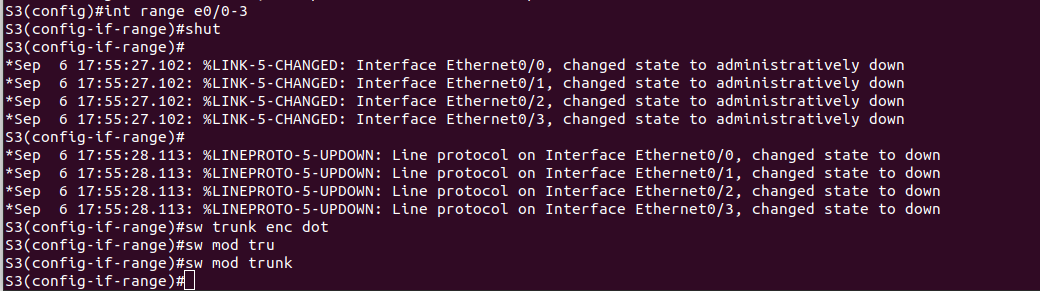 S3(config)#int range e0/0-3
S3(config-if-range)#shut
S3(config-if-range)#
*Sep  6 17:55:27.102: %LINK-5-CHANGED: Interface Ethernet0/0, changed state to administratively down
*Sep  6 17:55:27.102: %LINK-5-CHANGED: Interface Ethernet0/1, changed state to administratively down
*Sep  6 17:55:27.102: %LINK-5-CHANGED: Interface Ethernet0/2, changed state to administratively down
*Sep  6 17:55:27.102: %LINK-5-CHANGED: Interface Ethernet0/3, changed state to administratively down
S3(config-if-range)#
*Sep  6 17:55:28.113: %LINEPROTO-5-UPDOWN: Line protocol on Interface Ethernet0/0, changed state to down
*Sep  6 17:55:28.113: %LINEPROTO-5-UPDOWN: Line protocol on Interface Ethernet0/1, changed state to down
*Sep  6 17:55:28.113: %LINEPROTO-5-UPDOWN: Line protocol on Interface Ethernet0/2, changed state to down
*Sep  6 17:55:28.113: %LINEPROTO-5-UPDOWN: Line protocol on Interface Ethernet0/3, changed state to down
S3(config-if-range)#sw trunk enc dot
S3(config-if-range)#sw mod tru
S3(config-if-range)#sw mod trunk
S3(config-if-range)#